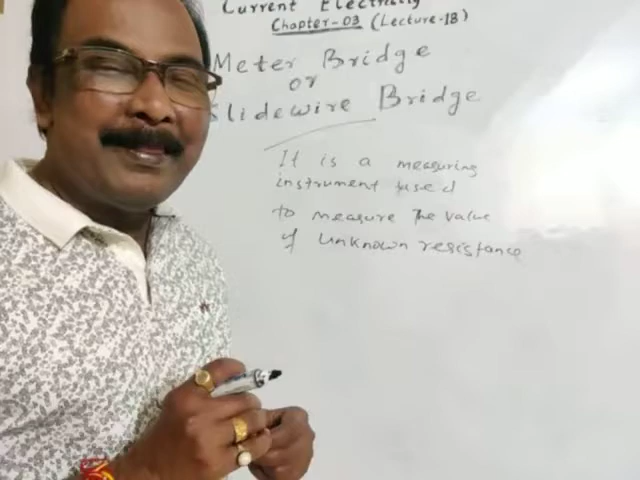 Current Electricity
Chapter-03 (Lecture-18)
Meter Bridge
or
Slidewire Bridge
It is a measuring
instrument used
to measure The value
of unknown resistance